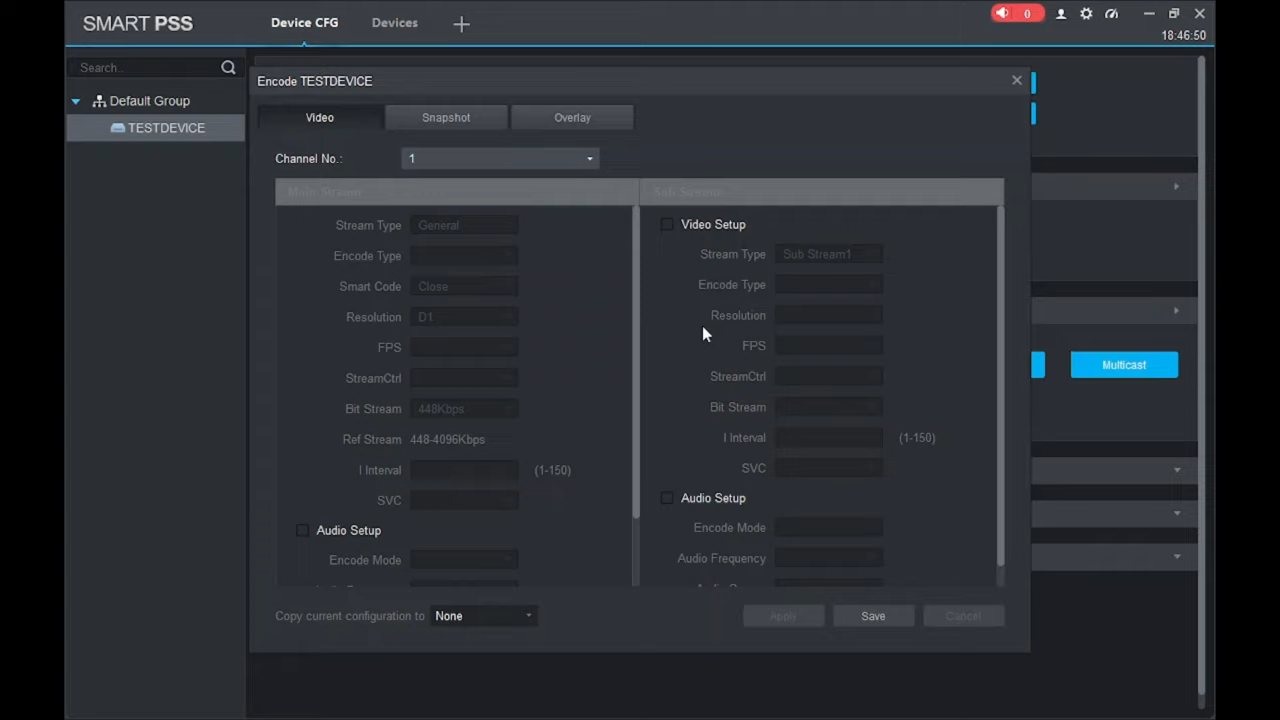 SMART PSS
Device CFG
Devices
0
18:46:50
Search...
Default Group
TESTDEVICE
Encode TESTDEVICE
Video
Snapshot
Overlay
Channel No.: 1
Main Stream
Stream Type General
Encode Type
Smart Code Close
Resolution D1
FPS
StreamCtrl
Bit Stream 448Kbps
Ref Stream 448-4096Kbps
I Interval (1-150)
SVC
Audio Setup
Encode Mode
Sub Stream
Video Setup
Stream Type Sub Stream1
Encode Type
Resolution
FPS
StreamCtrl
Bit Stream
I Interval (1-150)
SVC
Audio Setup
Encode Mode
Audio Frequency
Copy current configuration to None
Apply
Save
Cancel
Multicast